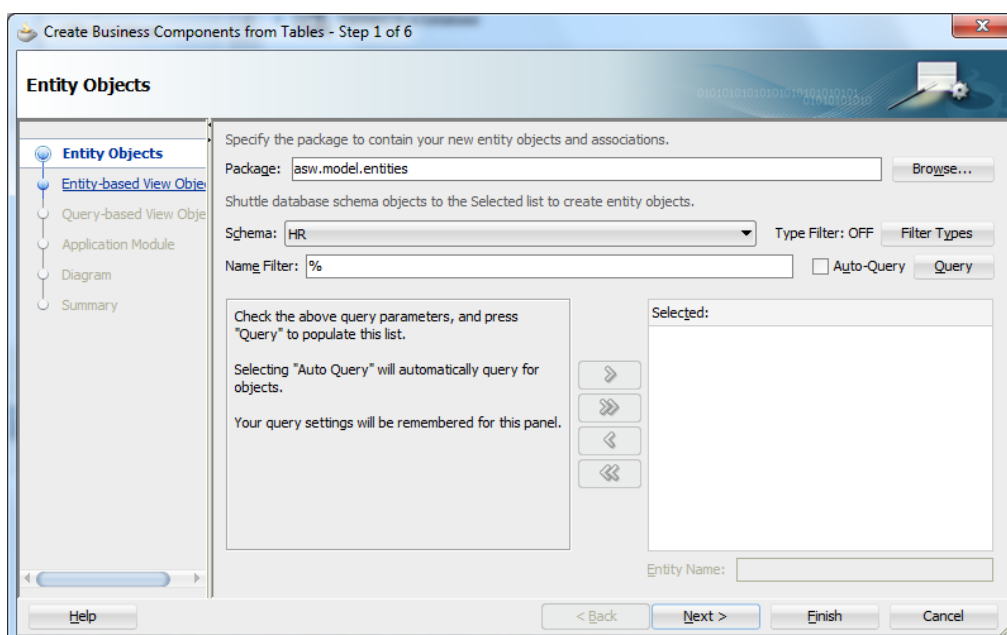 Create Business Components from Tables - Step 1 of 6
Entity Objects
Entity Objects
Entity-based View Obje
Query-based View Obje
Application Module
Diagram
Summary
Specify the package to contain your new entity objects and associations.
Package: asw.model.entities Browse...
Shuttle database schema objects to the Selected list to create entity objects.
Schema: HR Type Filter: OFF Filter Types
Name Filter: % Auto-Query Query
Check the above query parameters, and press
"Query" to populate this list.
Selecting "Auto Query" will automatically query for
objects.
Your query settings will be remembered for this panel.
Selected:
Entity Name:
Help < Back Next > Finish Cancel